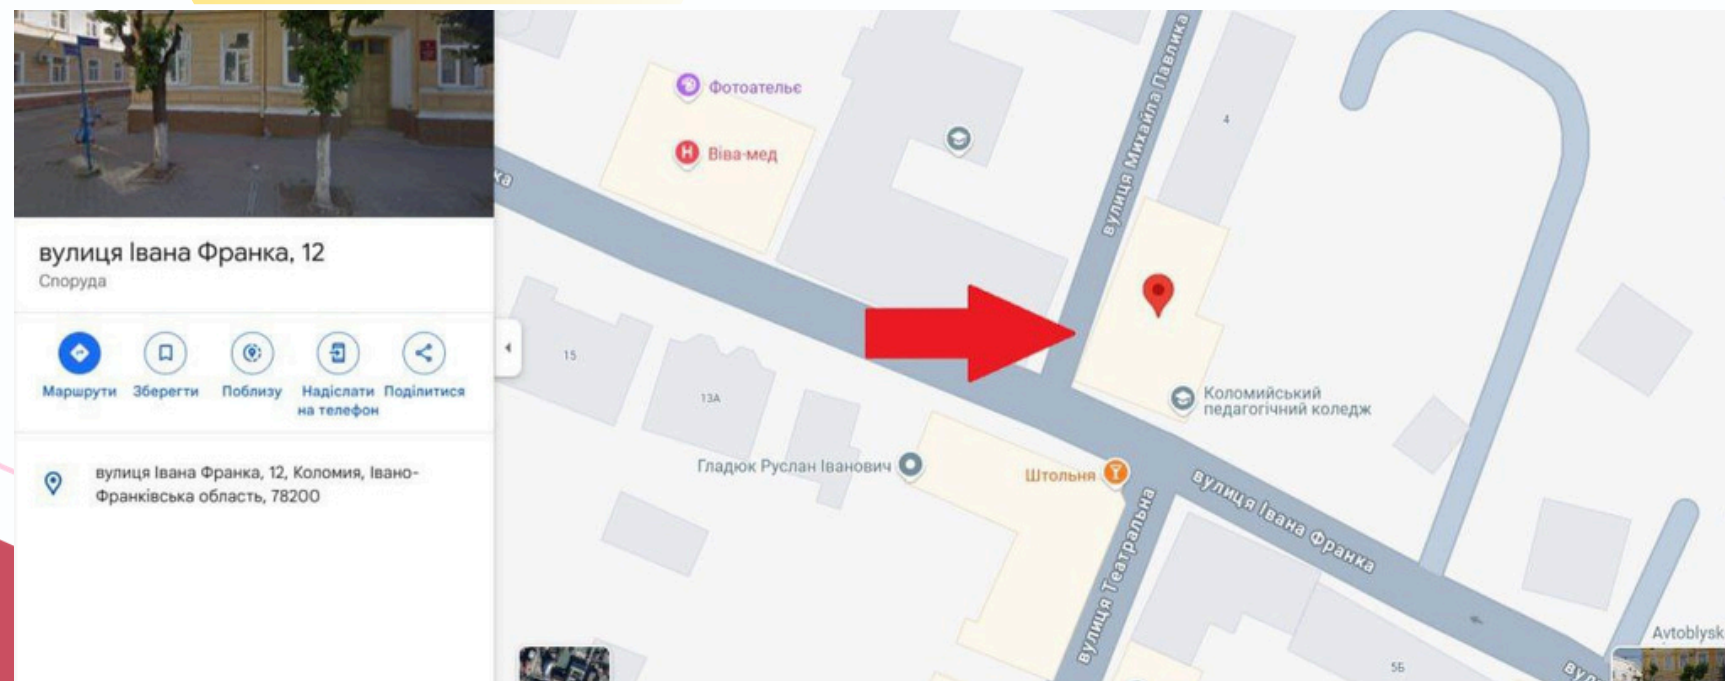 вулиця Івана Франка, 12
Споруда
Маршрути
Зберегти
Поблизу
Надіслати
на телефон
Поділитися
вулиця Івана Франка, 12, Коломия, Івано-
Франківська область, 78200
Фотоательє
Віва-мед
вулиця Михайла Павлика
4
15
13А
Коломийський
педагогічний коледж
Гладюк Руслан Іванович
Штольня
вулиця Івана Франка
вулиця Театральна
5Б
Avtoblysk